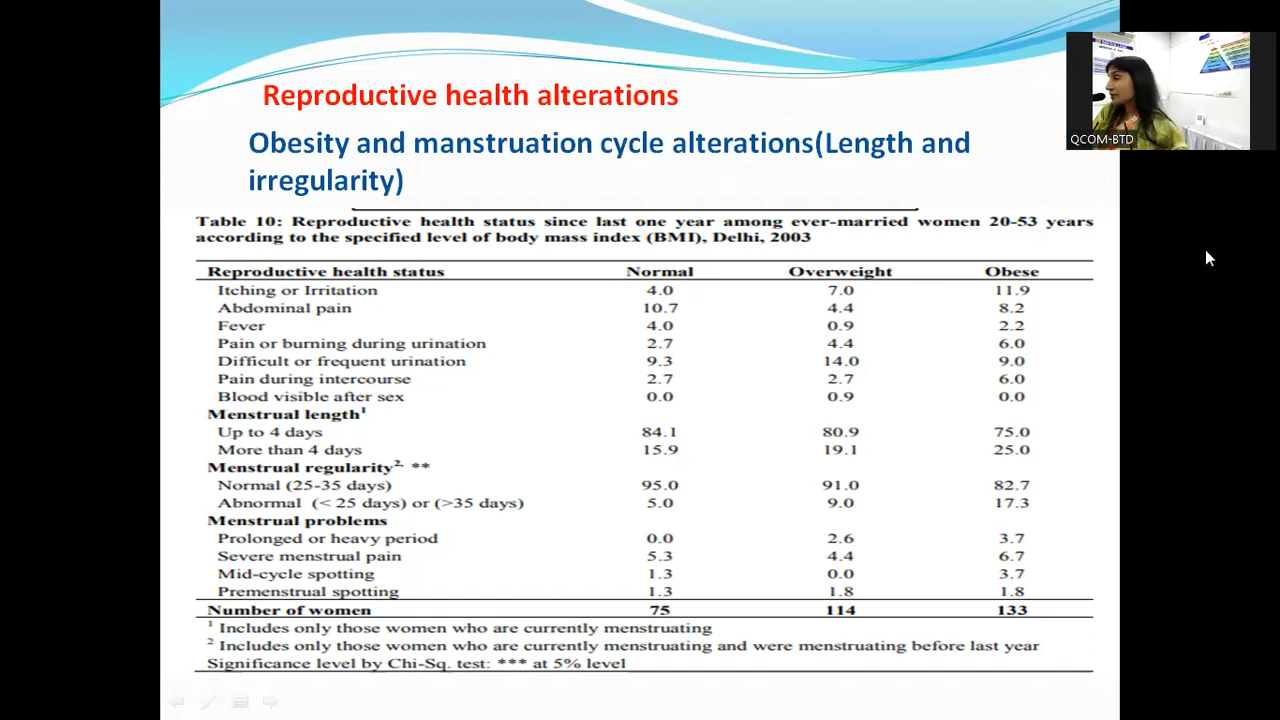 Reproductive health alterations
Obesity and manstruation cycle alterations(Length and
irregularity)
Table 10: Reproductive health status since last one year among ever-married women 20-53 years
according to the specified level of body mass index (BMI), Delhi, 2003
Reproductive health status Normal Overweight Obese
Itching or Irritation 4.0 7.0 11.9
Abdominal pain 10.7 4.4 8.2
Fever 4.0 0.9 2.2
Pain or burning during urination 2.7 4.4 6.0
Difficult or frequent urination 9.3 14.0 9.0
Pain during intercourse 2.7 2.7 6.0
Blood visible after sex 0.0 0.9 0.0
Menstrual length¹
Up to 4 days 84.1 80.9 75.0
More than 4 days 15.9 19.1 25.0
Menstrual regularity², **
Normal (25-35 days) 95.0 91.0 82.7
Abnormal (< 25 days) or (>35 days) 5.0 9.0 17.3
Menstrual problems
Prolonged or heavy period 0.0 2.6 3.7
Severe menstrual pain 5.3 4.4 6.7
Mid-cycle spotting 1.3 0.0 3.7
Premenstrual spotting 1.3 1.8 1.8
Number of women 75 114 133
¹ Includes only those women who are currently menstruating
² Includes only those women who are currently menstruating and were menstruating before last year
Significance level by Chi-Sq. test: *** at 5% level
QCOM-BTD